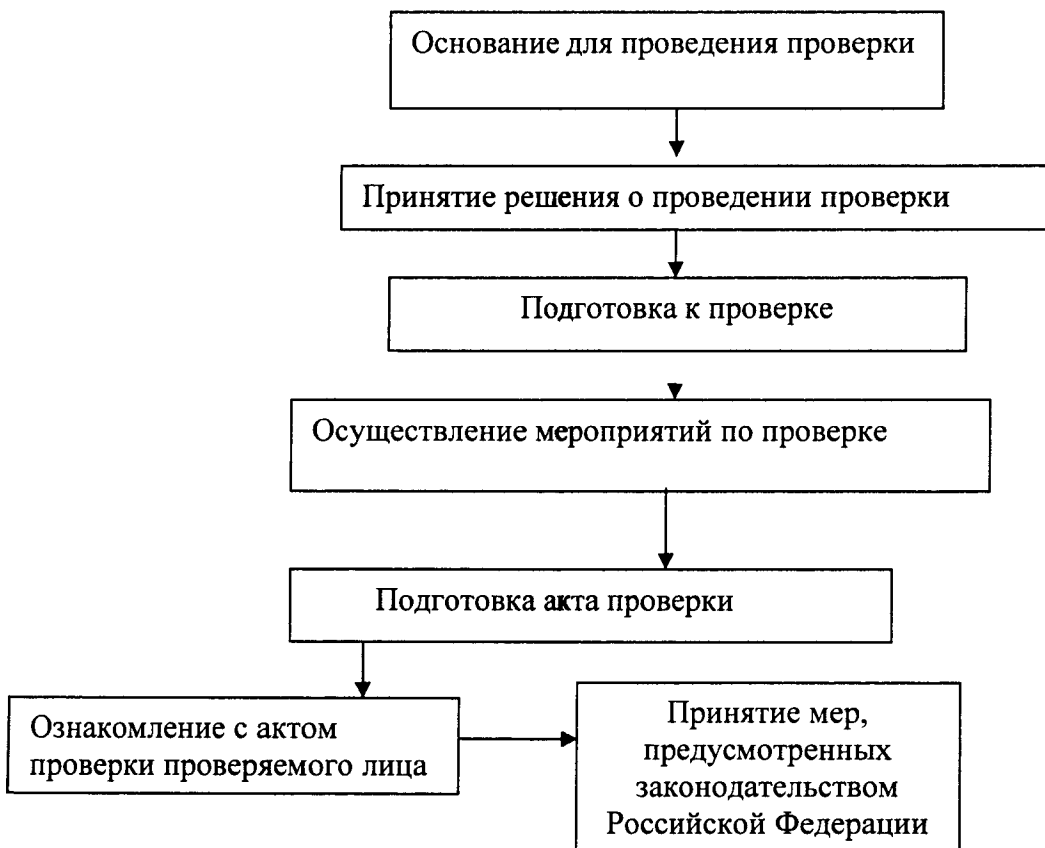 Основание для проведения проверки
Принятие решения о проведении проверки
Подготовка к проверке
Осуществление мероприятий по проверке
Подготовка акта проверки
Ознакомление с актом
проверки проверяемого лица
Принятие мер,
предусмотренных
законодательством
Российской Федерации